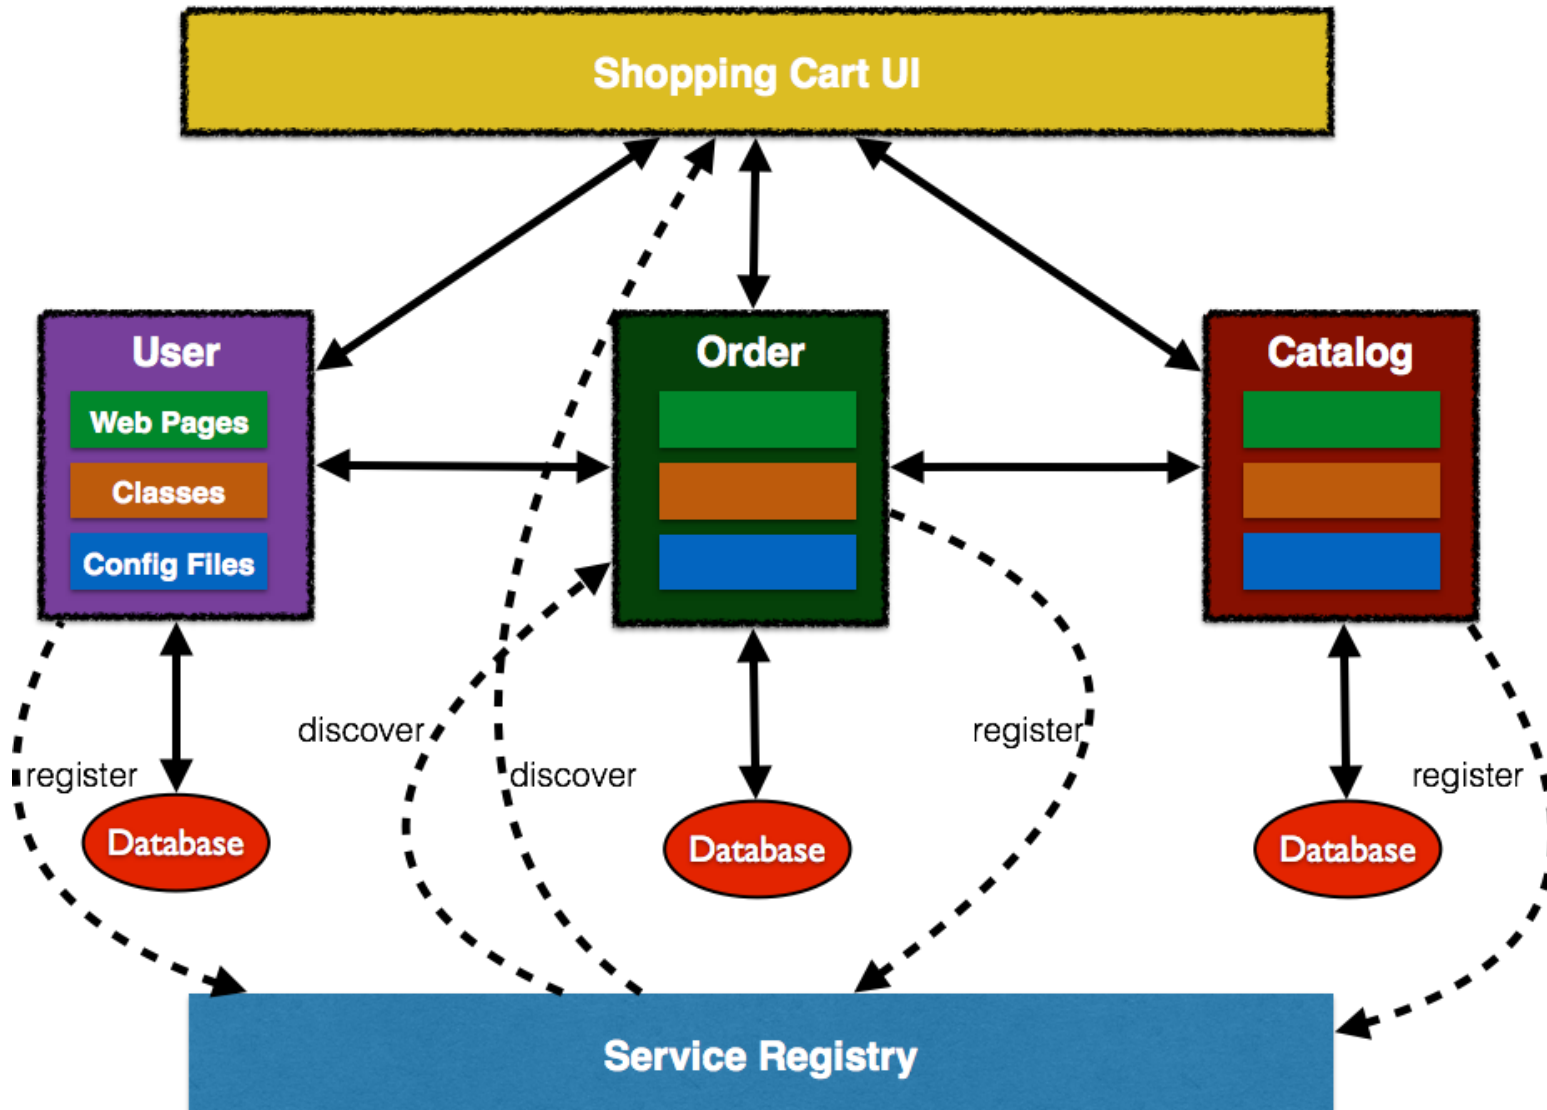 Shopping Cart UI
User
Order
Catalog
Web Pages
Classes
Config Files
discover
register
register
discover
register
Database
Database
Database
Service Registry